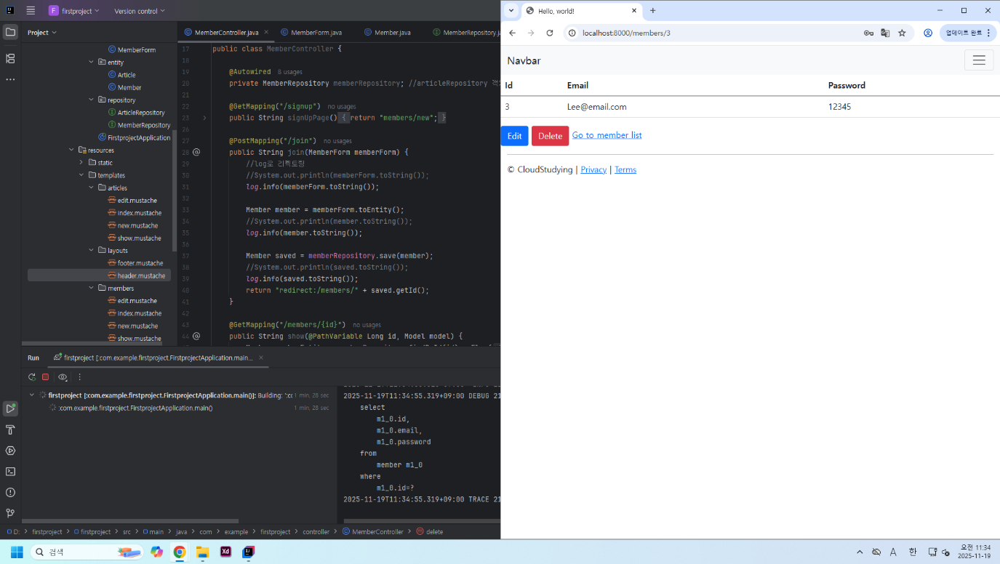 F firstproject
Version control
Project
MemberForm
entity
Article
Member
repository
ArticleRepository
MemberRepository
FirstprojectApplication
resources
static
templates
articles
edit.mustache
index.mustache
new.mustache
show.mustache
layouts
footer.mustache
header.mustache
members
edit.mustache
index.mustache
new.mustache
show.mustache
MemberController.java
MemberForm.java
Member.java
MemberRepository.ja
17 public class MemberController {
18
19 @Autowired 8 usages
20 private MemberRepository memberRepository; //articleRepository
21
22 @GetMapping("/signup") no usages
23 public String signUpPage() { return "members/new"; }
26
27 @PostMapping("/join") no usages
28 public String join(MemberForm memberForm) {
29 //log로 리팩토링
30 //System.out.println(memberForm.toString());
31 log.info(memberForm.toString());
32
33 Member member = memberForm.toEntity();
34 //System.out.println(member.toString());
35 log.info(member.toString());
36
37 Member saved = memberRepository.save(member);
38 //System.out.println(saved.toString());
39 log.info(saved.toString());
40 return "redirect:/members/" + saved.getId();
41 }
42
43 @GetMapping("/members/{id}") no usages
44 public String show(@PathVariable Long id, Model model) {
Run
firstproject [:com.example.firstproject.FirstprojectApplication.main...
firstproject [:com.example.firstproject.FirstprojectApplication.main()]: Building: ':cc 1 min, 28 sec
:com.example.firstproject.FirstprojectApplication.main() 1 min, 28 sec
2025-11-19T11:34:55.319+09:00 DEBUG 21
select
m1_0.id,
m1_0.email,
m1_0.password
from
member m1_0
where
m1_0.id=?
2025-11-19T11:34:55.319+09:00 TRACE 21
D: > firstproject > firstproject > src > main > java > com > example > firstproject > controller > MemberController > delete
Hello, world!
localhost:8000/members/3
업데이트 완료
Navbar
Id Email Password
3 Lee@email.com 12345
Edit Delete Go to member list
© CloudStudying | Privacy | Terms
검색
Xd
A 한
오전 11:34
2025-11-19